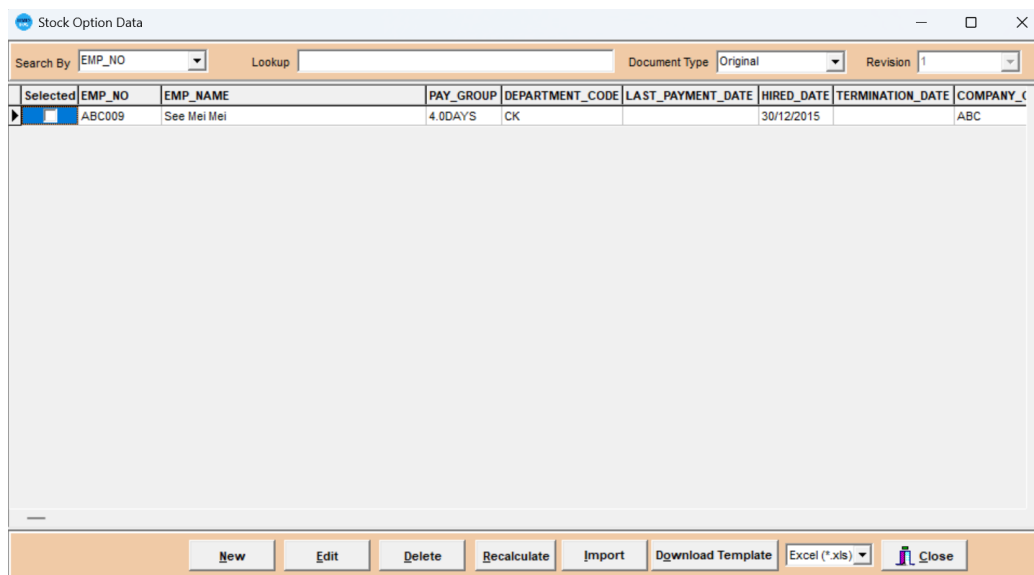 Stock Option Data
Search By EMP_NO Lookup Document Type Original Revision 1
Selected EMP_NO EMP_NAME PAY_GROUP DEPARTMENT_CODE LAST_PAYMENT_DATE HIRED_DATE TERMINATION_DATE COMPANY_
ABC009 See Mei Mei 4.0DAYS CK 30/12/2015 ABC
New Edit Delete Recalculate Import Download Template Excel (*.xls) Close